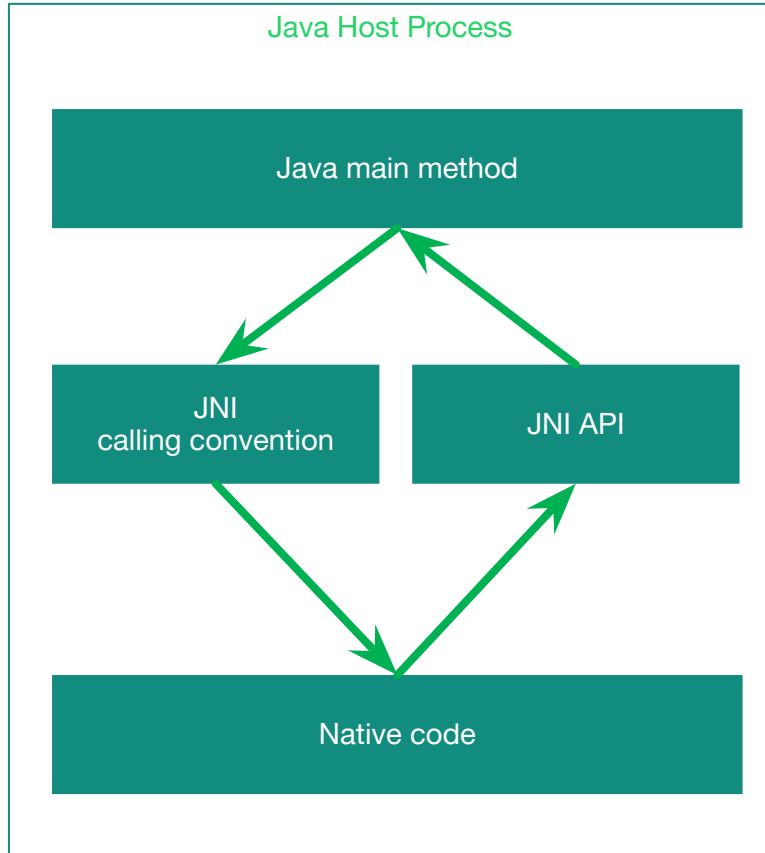 Java Host Process
Java main method
JNI
calling convention
JNI API
Native code